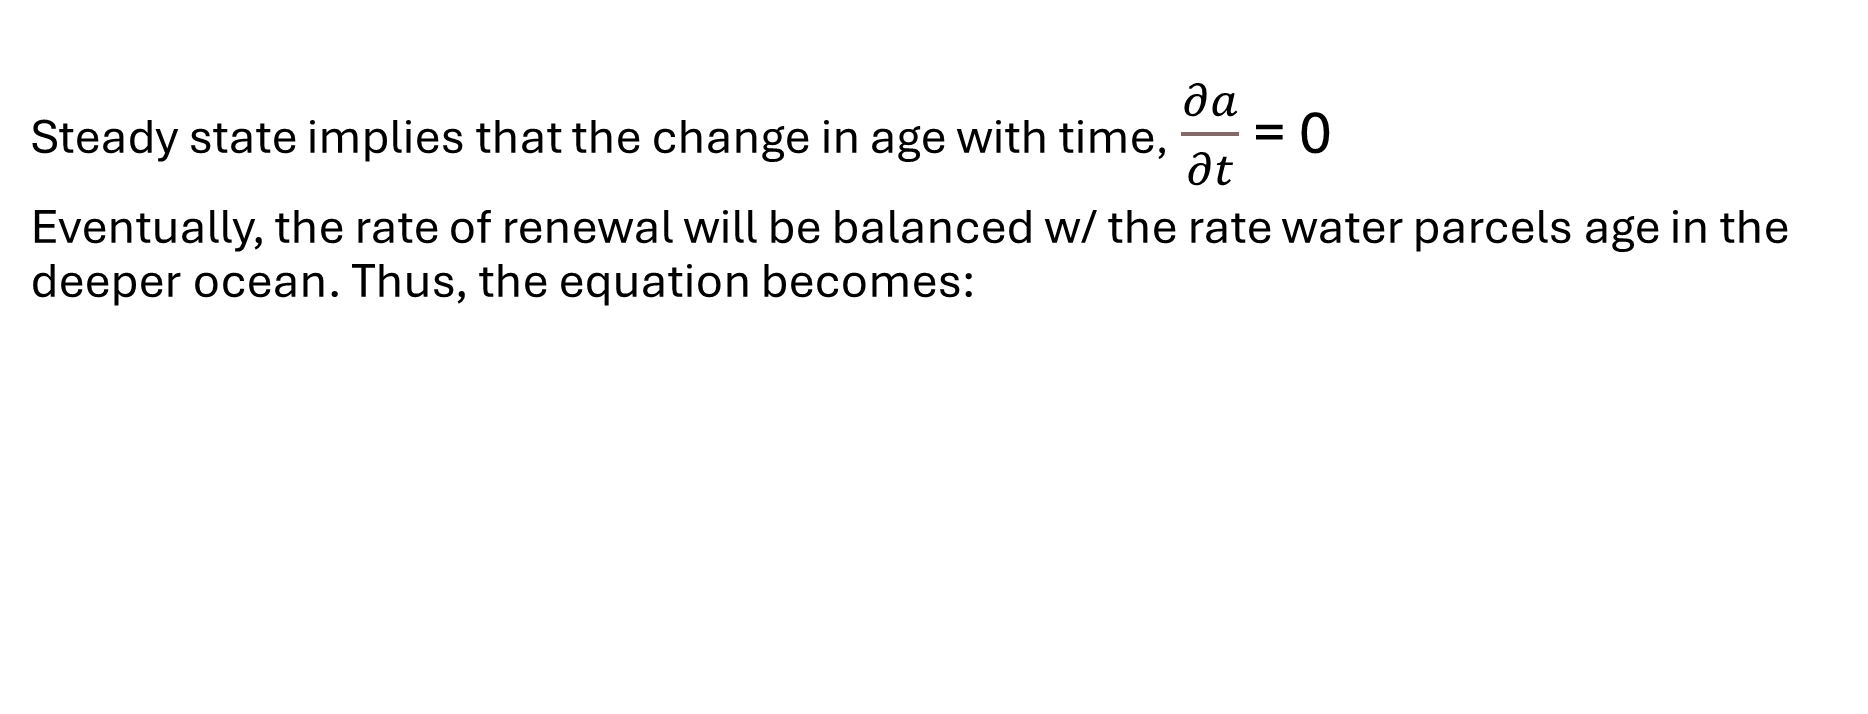 Steady state implies that the change in age with time, ∂a/∂t = 0
Eventually, the rate of renewal will be balanced w/ the rate water parcels age in the
deeper ocean. Thus, the equation becomes: